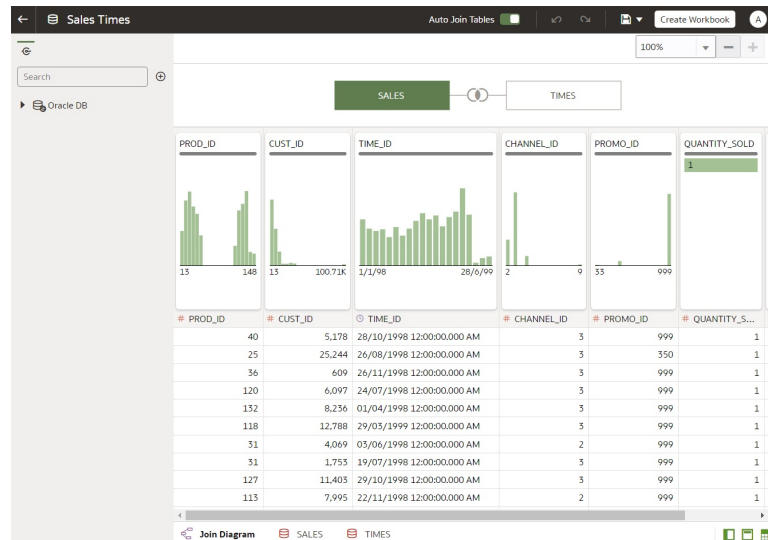 Sales Times
Auto Join Tables
Create Workbook
A
100%
Search
Oracle DB
SALES
TIMES
PROD_ID CUST_ID TIME_ID CHANNEL_ID PROMO_ID QUANTITY_SOLD
1
13 148 13 100.71K 1/1/98 28/6/99 2 9 33 999
# PROD_ID # CUST_ID TIME_ID # CHANNEL_ID # PROMO_ID # QUANTITY_S...
40 5,178 28/10/1998 12:00:00.000 AM 3 999 1
25 25,244 26/08/1998 12:00:00.000 AM 3 350 1
36 609 26/11/1998 12:00:00.000 AM 3 999 1
120 6,097 24/07/1998 12:00:00.000 AM 3 999 1
132 8,236 01/04/1998 12:00:00.000 AM 3 999 1
118 12,788 29/03/1999 12:00:00.000 AM 3 999 1
31 4,069 03/06/1998 12:00:00.000 AM 2 999 1
31 1,753 19/07/1998 12:00:00.000 AM 3 999 1
127 11,403 29/10/1998 12:00:00.000 AM 3 999 1
113 7,995 22/11/1998 12:00:00.000 AM 2 999 1
Join Diagram SALES TIMES